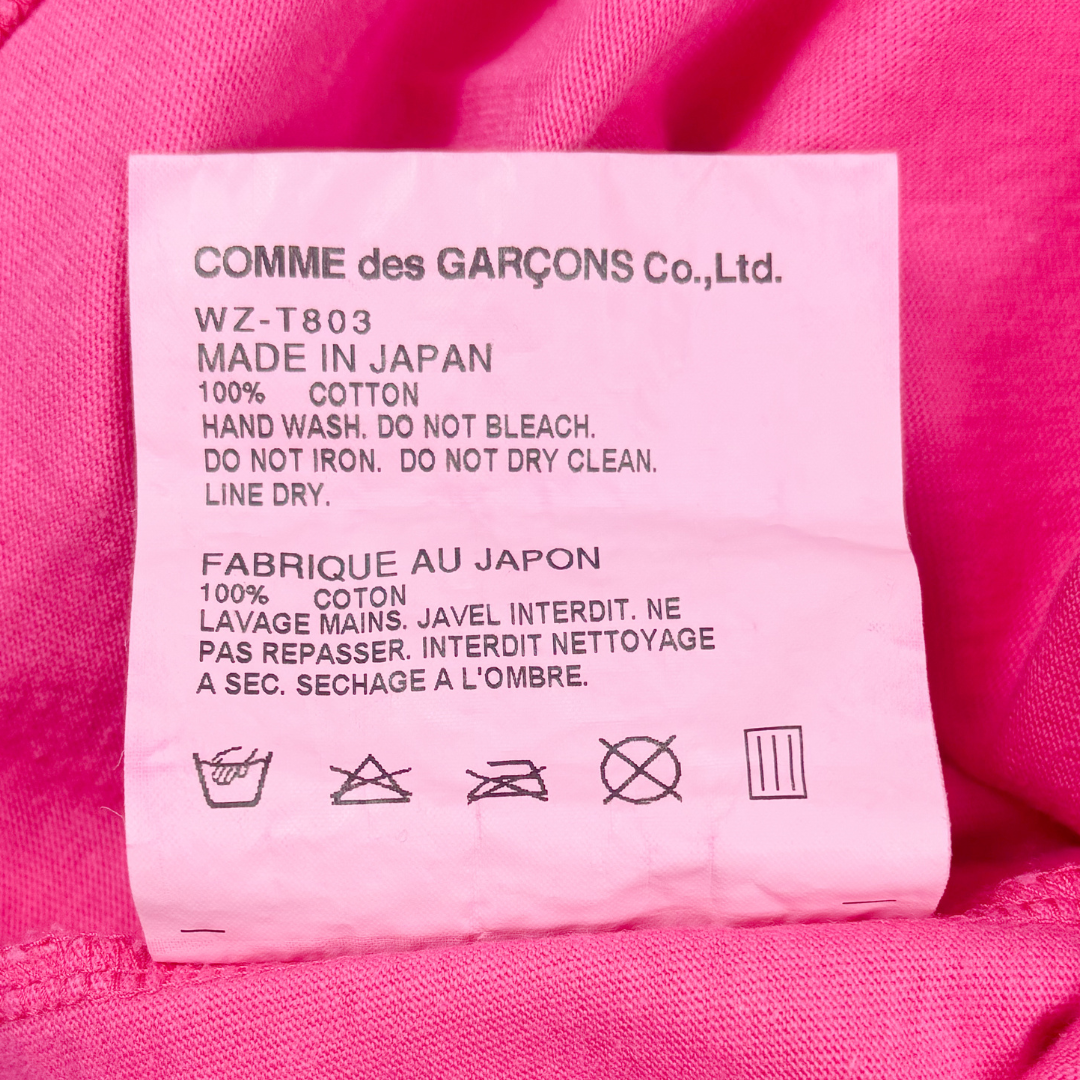 COMME des GARÇONS Co.,Ltd.
WZ-T803
MADE IN JAPAN
100% COTTON
HAND WASH. DO NOT BLEACH.
DO NOT IRON. DO NOT DRY CLEAN.
LINE DRY.
FABRIQUE AU JAPON
100% COTON
LAVAGE MAINS. JAVEL INTERDIT. NE
PAS REPASSER. INTERDIT NETTOYAGE
A SEC. SECHAGE A L'OMBRE.